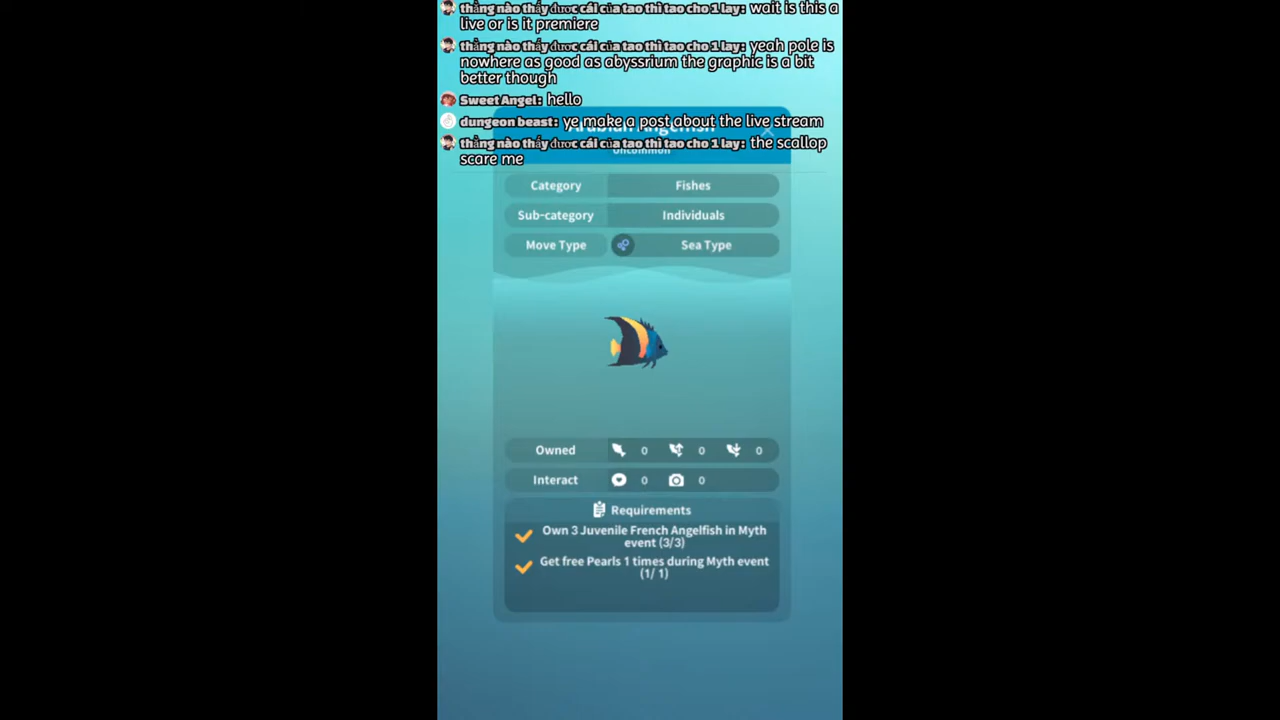 thằng nào thấy được cái của tao thì tao cho 1 lay: wait is this a
live or is it premiere
thằng nào thấy được cái của tao thì tao cho 1 lay: yeah pole is
nowhere as good as abyssrium the graphic is a bit
better though
Sweet Angel: hello
dungeon beast: ye make a post about the live stream
Arabian Angelfish
thằng nào thấy được cái của tao thì tao cho 1 lay: the scallop
scare me
Uncommon
Category Fishes
Sub-category Individuals
Move Type Sea Type
Owned 0 0 0
Interact 0 0
Requirements
Own 3 Juvenile French Angelfish in Myth
event (3/3)
Get free Pearls 1 times during Myth event
(1/ 1)